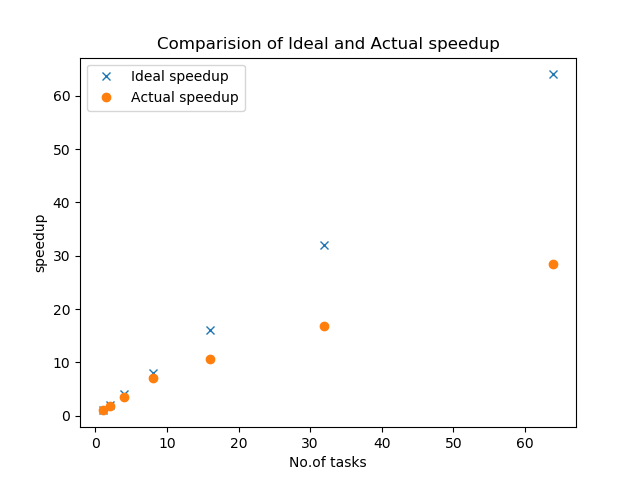 Comparision of Ideal and Actual speedup
Ideal speedup
Actual speedup
60
50
40
30
20
10
0
speedup
0 10 20 30 40 50 60
No.of tasks